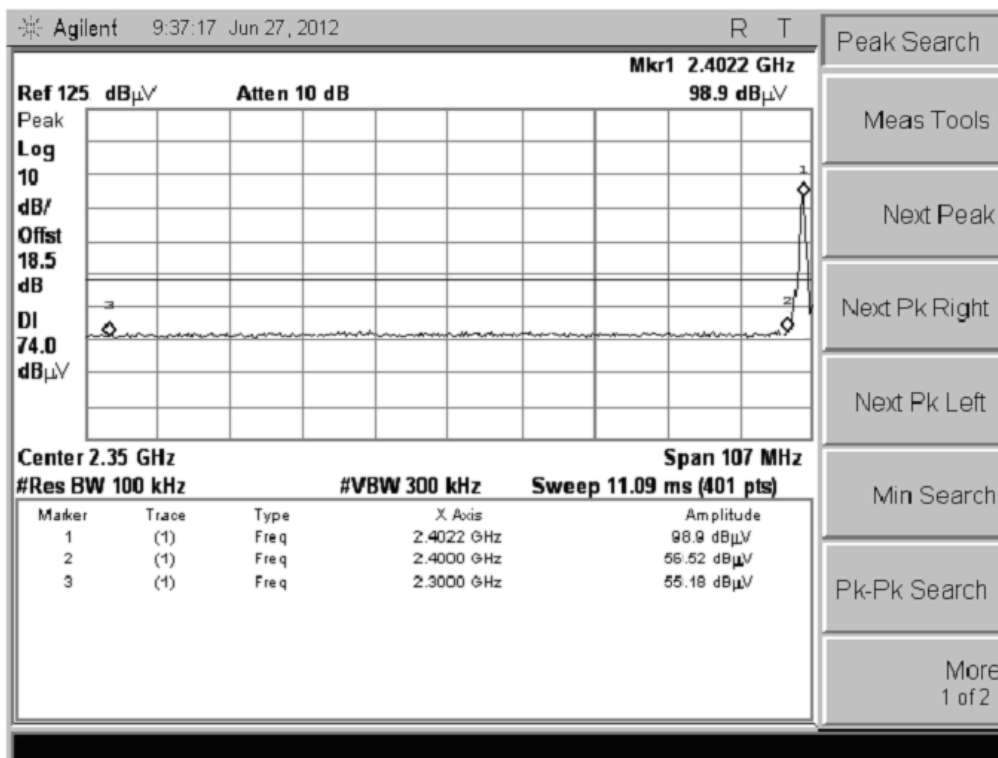 Agilent 9:37:17 Jun 27, 2012 R T
Mkr1 2.4022 GHz
Ref 125 dBµV Atten 10 dB 98.9 dBµV
Peak
Log
10
dB/
Offst
18.5
dB
DI
74.0
dBµV
1
2
3
Center 2.35 GHz Span 107 MHz
#Res BW 100 kHz #VBW 300 kHz Sweep 11.09 ms (401 pts)
Marker Trace Type X Axis Amplitude
1 (1) Freq 2.4022 GHz 98.9 dBµV
2 (1) Freq 2.4000 GHz 56.52 dBµV
3 (1) Freq 2.3000 GHz 55.18 dBµV
Peak Search
Meas Tools
Next Peak
Next Pk Right
Next Pk Left
Min Search
Pk-Pk Search
More
1 of 2